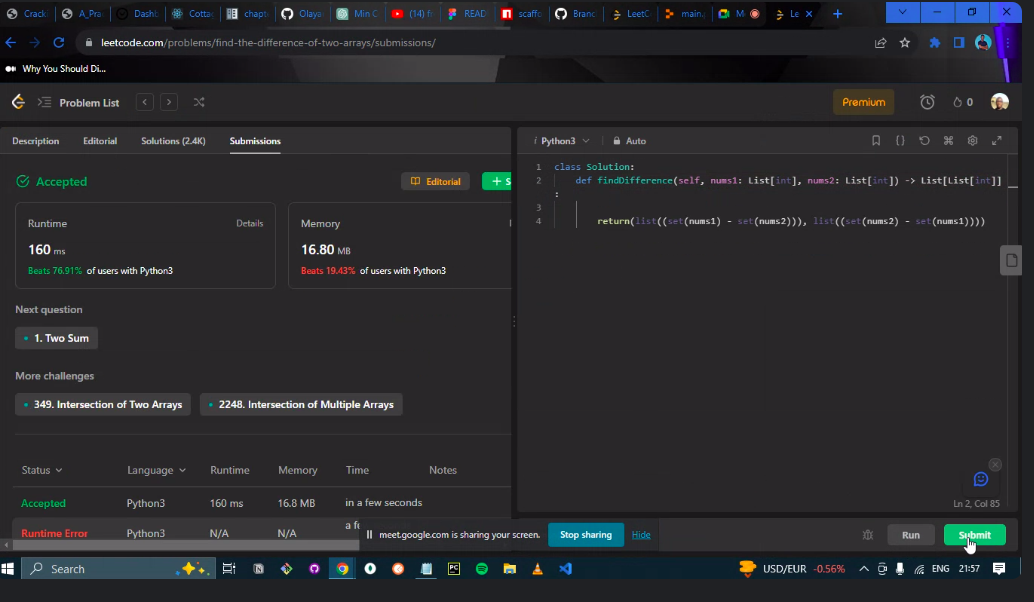 Crack
A_Pra
Dashb
Cotta
chapt
Olaya
Min C
(14) fr
READ
scaffo
Branc
LeetC
main.
M
Le
leetcode.com/problems/find-the-difference-of-two-arrays/submissions/
Why You Should Di...
Problem List
Premium
0
Description Editorial Solutions (2.4K) Submissions
i Python3 Auto
Accepted
Editorial
+ S
Runtime Details
160 ms
Beats 76.91% of users with Python3
Memory
16.80 MB
Beats 19.43% of users with Python3
Next question
1. Two Sum
More challenges
349. Intersection of Two Arrays 2248. Intersection of Multiple Arrays
Status Language Runtime Memory Time Notes
Accepted Python3 160 ms 16.8 MB in a few seconds
Runtime Error Python3 N/A N/A a fe
1 class Solution:
2 def findDifference(self, nums1: List[int], nums2: List[int]) -> List[List[int]]
:
3
4 return(list((set(nums1) - set(nums2))), list((set(nums2) - set(nums1))))
Ln 2, Col 85
meet.google.com is sharing your screen. Stop sharing Hide
Run Submit
Search
PC
USD/EUR -0.56% ENG 21:57